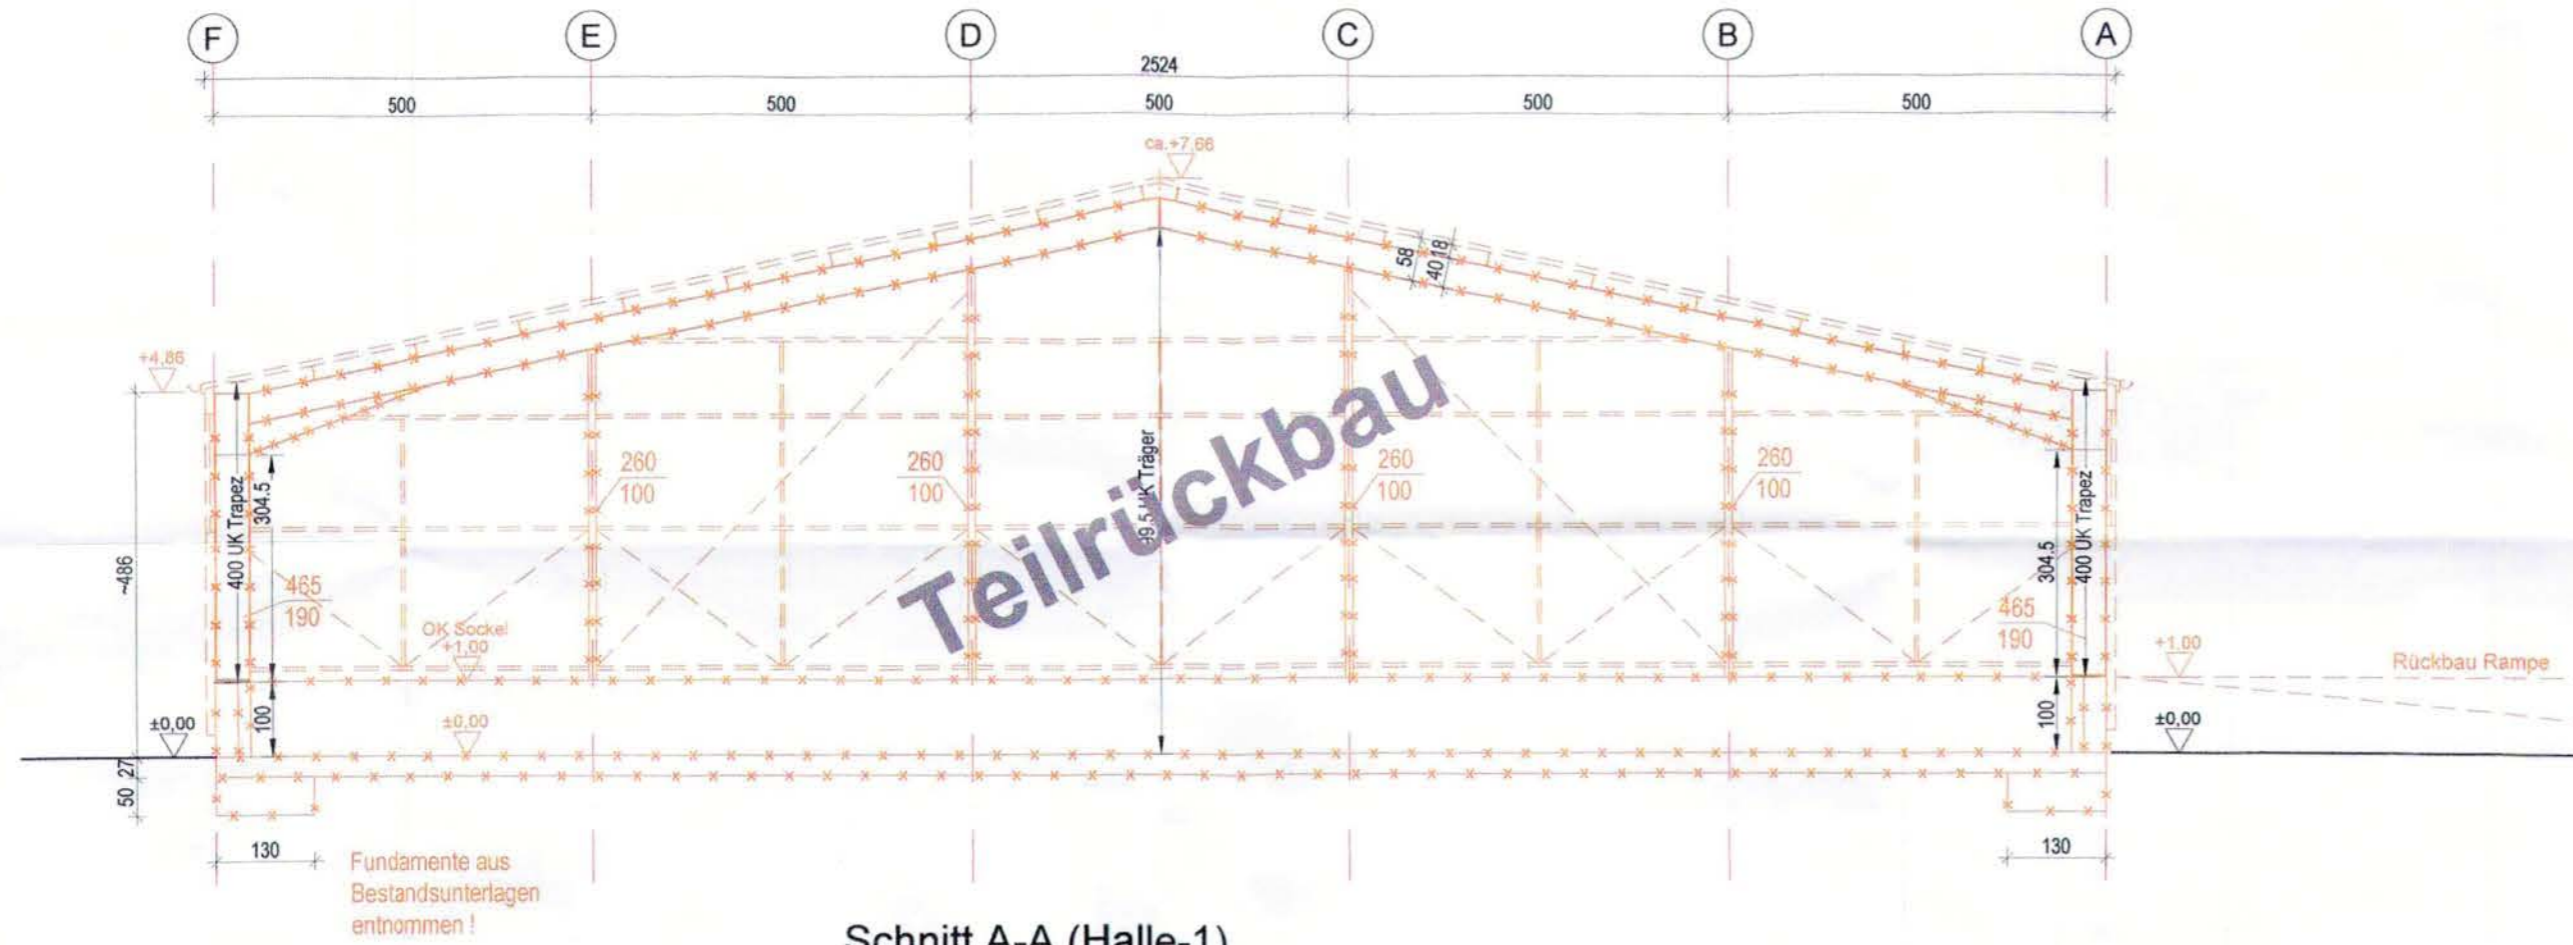 F E D C B A
2524
500 500 500 500 500
ca.+7,66
58 40 18
+4,86
~486
400 UK Trapez
304.5
465
190
260
100
260
100
UK Träger
260
100
260
100
304.5
400 UK Trapez
465
190
Teilrückbau
OK Sockel
+1,00
+1,00
Rückbau Rampe
±0,00
100
±0,00
100
±0,00
27
50
130
130
Fundamente aus
Bestandsunterlagen
entnommen !
Schnitt A-A (Halle-1)